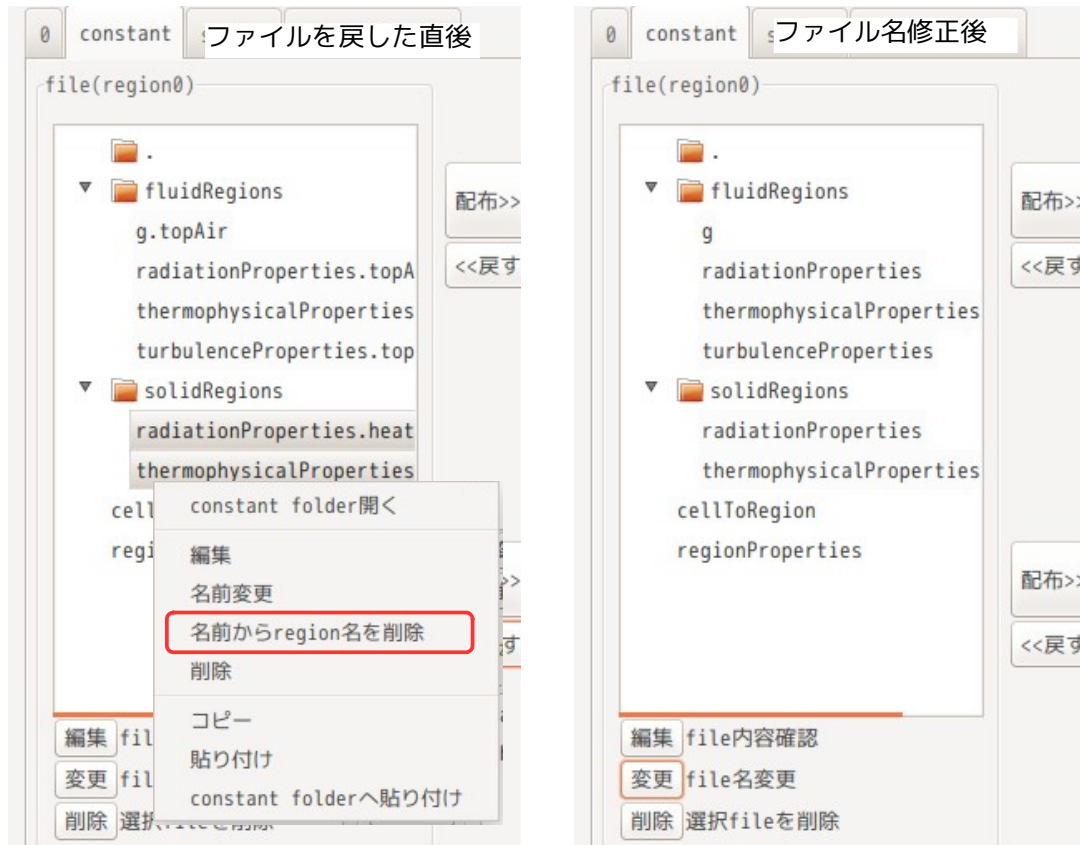 0 constant
ファイルを戻した直後
file(region0)
.
fluidRegions
g.topAir
radiationProperties.topA
thermophysicalProperties
turbulenceProperties.top
solidRegions
radiationProperties.heat
thermophysicalProperties
cell
regi
配布>>
<<戻す
constant folder開く
編集
名前変更
名前からregion名を削除
削除
コピー
貼り付け
constant folderへ貼り付け
編集 fil
変更 fil
削除
0 constant
ファイル名修正後
file(region0)
.
fluidRegions
g
radiationProperties
thermophysicalProperties
turbulenceProperties
solidRegions
radiationProperties
thermophysicalProperties
cellToRegion
regionProperties
配布>>
<<戻す
配布>>
<<戻す
編集 file内容確認
変更 file名変更
削除 選択fileを削除